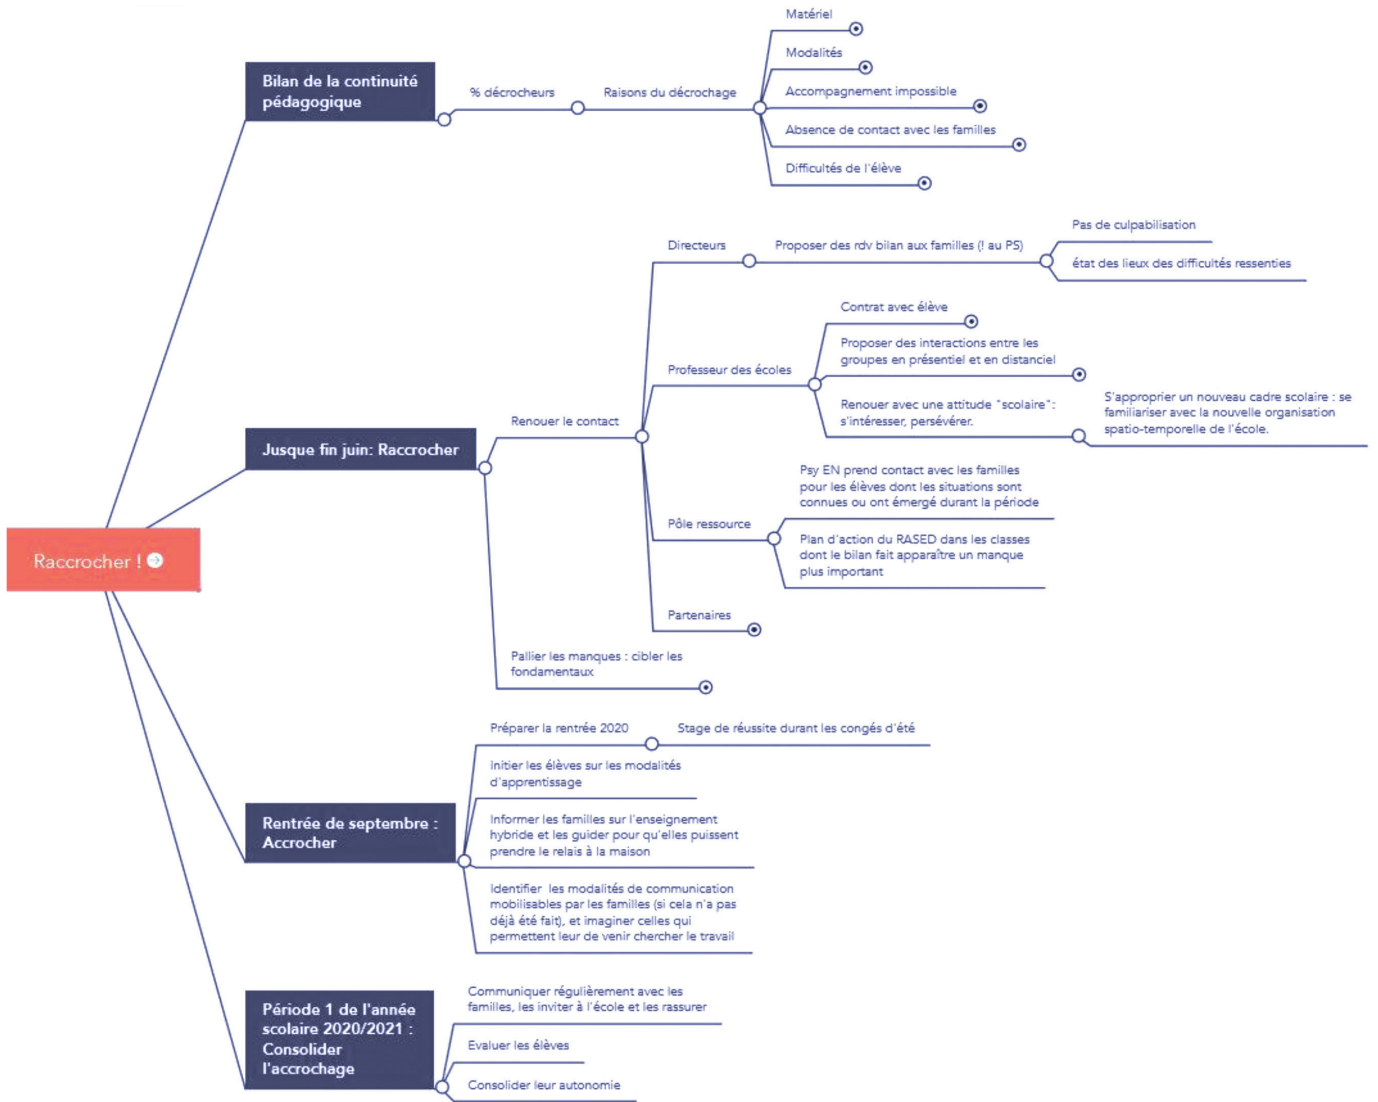 Raccrocher !
Bilan de la continuité
pédagogique
% décrocheurs
Raisons du décrochage
Matériel
Modalités
Accompagnement impossible
Absence de contact avec les familles
Difficultés de l'élève
Jusque fin juin: Raccrocher
Renouer le contact
Directeurs
Proposer des rdv bilan aux familles (! au PS)
Pas de culpabilisation
état des lieux des difficultés ressenties
Professeur des écoles
Contrat avec élève
Proposer des interactions entre les
groupes en présentiel et en distanciel
Renouer avec une attitude "scolaire":
s'intéresser, persévérer.
S'approprier un nouveau cadre scolaire : se
familiariser avec la nouvelle organisation
spatio-temporelle de l'école.
Pôle ressource
Psy EN prend contact avec les familles
pour les élèves dont les situations sont
connues ou ont émergé durant la période
Plan d'action du RASED dans les classes
dont le bilan fait apparaître un manque
plus important
Partenaires
Pallier les manques : cibler les
fondamentaux
Rentrée de septembre :
Accrocher
Préparer la rentrée 2020
Stage de réussite durant les congés d'été
Initier les élèves sur les modalités
d'apprentissage
Informer les familles sur l'enseignement
hybride et les guider pour qu'elles puissent
prendre le relais à la maison
Identifier les modalités de communication
mobilisables par les familles (si cela n'a pas
déjà été fait), et imaginer celles qui
permettent leur de venir chercher le travail
Période 1 de l'année
scolaire 2020/2021 :
Consolider
l'accrochage
Communiquer régulièrement avec les
familles, les inviter à l'école et les rassurer
Evaluer les élèves
Consolider leur autonomie